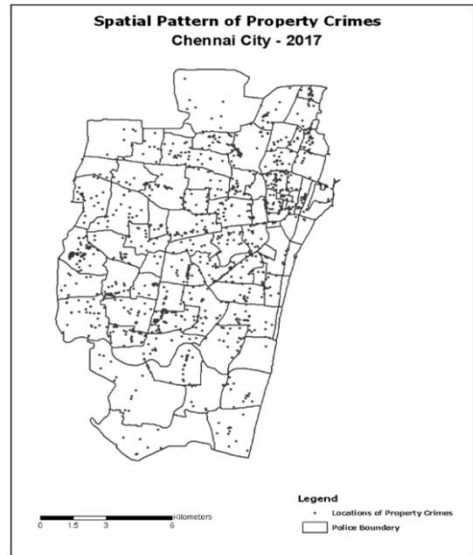 Spatial Pattern of Property Crimes
Chennai City - 2017
Legend
Locations of Property Crimes
Police Boundary
Kilometers
0 1.5 3 6